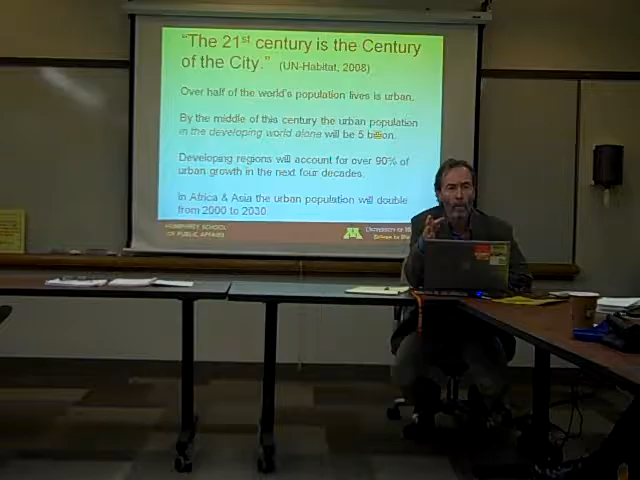 “The 21st century is the Century
of the City.” (UN-Habitat, 2008)
Over half of the world's population lives is urban.
By the middle of this century the urban population
in the developing world alone will be 5 billion.
Developing regions will account for over 90% of
urban growth in the next four decades.
In Africa & Asia the urban population will double
from 2000 to 2030.
HUMPHREY SCHOOL
OF PUBLIC AFFAIRS
M